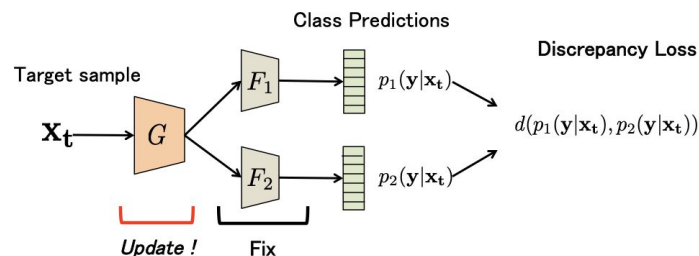 Class Predictions
Discrepancy Loss
Target sample
F₁
p₁(y|xₜ)
xₜ
G
d(p₁(y|xₜ), p₂(y|xₜ))
F₂
p₂(y|xₜ)
Update !
Fix